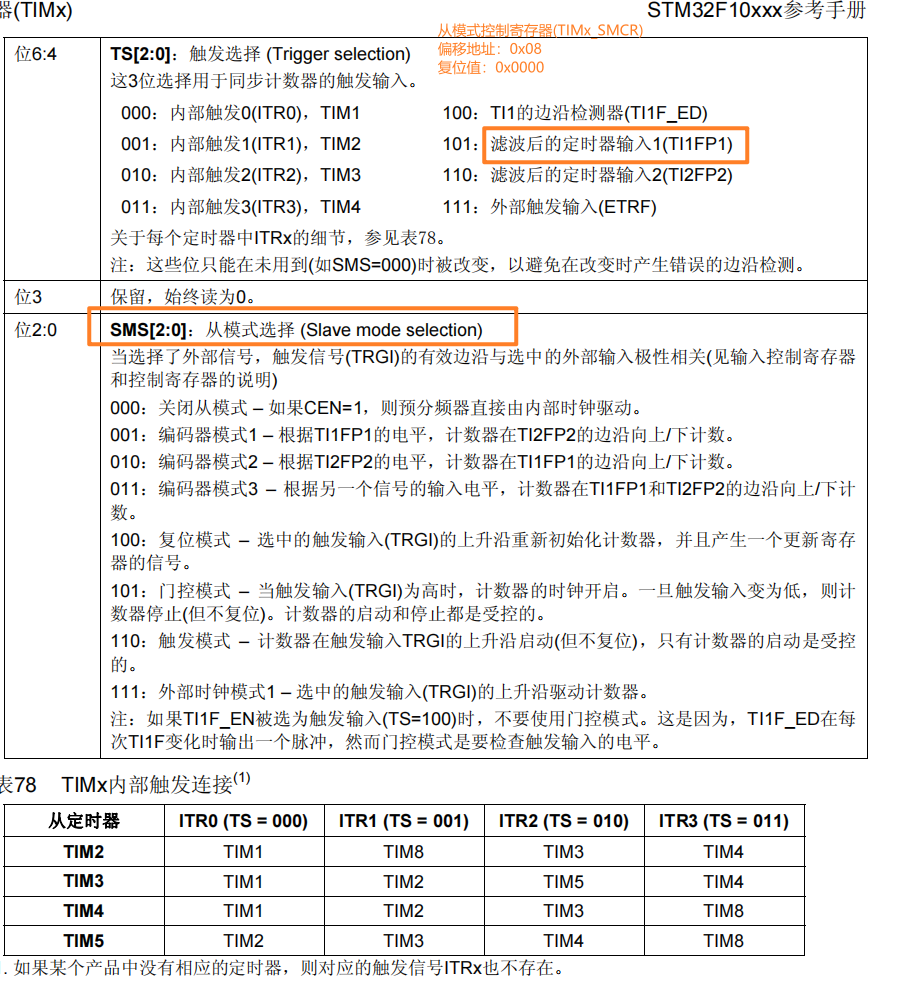 器(TIMx)
STM32F10xxx参考手册
从模式控制寄存器(TIMx_SMCR)
偏移地址：0x08
复位值：0x0000
位6:4
TS[2:0]：触发选择 (Trigger selection)
这3位选择用于同步计数器的触发输入。
000：内部触发0(ITR0)，TIM1 100：TI1的边沿检测器(TI1F_ED)
001：内部触发1(ITR1)，TIM2 101：滤波后的定时器输入1(TI1FP1)
010：内部触发2(ITR2)，TIM3 110：滤波后的定时器输入2(TI2FP2)
011：内部触发3(ITR3)，TIM4 111：外部触发输入(ETRF)
关于每个定时器中ITRx的细节，参见表78。
注：这些位只能在未用到(如SMS=000)时被改变，以避免在改变时产生错误的边沿检测。
位3 保留，始终读为0。
位2:0 SMS[2:0]：从模式选择 (Slave mode selection)
当选择了外部信号，触发信号(TRGI)的有效边沿与选中的外部输入极性相关(见输入控制寄存器
和控制寄存器的说明)
000：关闭从模式 – 如果CEN=1，则预分频器直接由内部时钟驱动。
001：编码器模式1 – 根据TI1FP1的电平，计数器在TI2FP2的边沿向上/下计数。
010：编码器模式2 – 根据TI2FP2的电平，计数器在TI1FP1的边沿向上/下计数。
011：编码器模式3 – 根据另一个信号的输入电平，计数器在TI1FP1和TI2FP2的边沿向上/下计
数。
100：复位模式 – 选中的触发输入(TRGI)的上升沿重新初始化计数器，并且产生一个更新寄存
器的信号。
101：门控模式 – 当触发输入(TRGI)为高时，计数器的时钟开启。一旦触发输入变为低，则计
数器停止(但不复位)。计数器的启动和停止都是受控的。
110：触发模式 – 计数器在触发输入TRGI的上升沿启动(但不复位)，只有计数器的启动是受控
的。
111：外部时钟模式1 – 选中的触发输入(TRGI)的上升沿驱动计数器。
注：如果TI1F_EN被选为触发输入(TS=100)时，不要使用门控模式。这是因为，TI1F_ED在每
次TI1F变化时输出一个脉冲，然而门控模式是要检查触发输入的电平。
表78 TIMx内部触发连接(1)
从定时器 ITR0 (TS = 000) ITR1 (TS = 001) ITR2 (TS = 010) ITR3 (TS = 011)
TIM2 TIM1 TIM8 TIM3 TIM4
TIM3 TIM1 TIM2 TIM5 TIM4
TIM4 TIM1 TIM2 TIM3 TIM8
TIM5 TIM2 TIM3 TIM4 TIM8
. 如果某个产品中没有相应的定时器，则对应的触发信号ITRx也不存在。